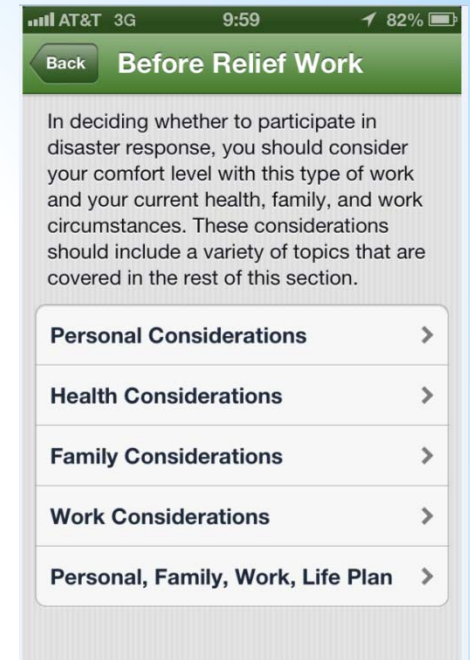 AT&T 3G 9:59 82%
Back Before Relief Work
In deciding whether to participate in
disaster response, you should consider
your comfort level with this type of work
and your current health, family, and work
circumstances. These considerations
should include a variety of topics that are
covered in the rest of this section.
Personal Considerations
Health Considerations
Family Considerations
Work Considerations
Personal, Family, Work, Life Plan